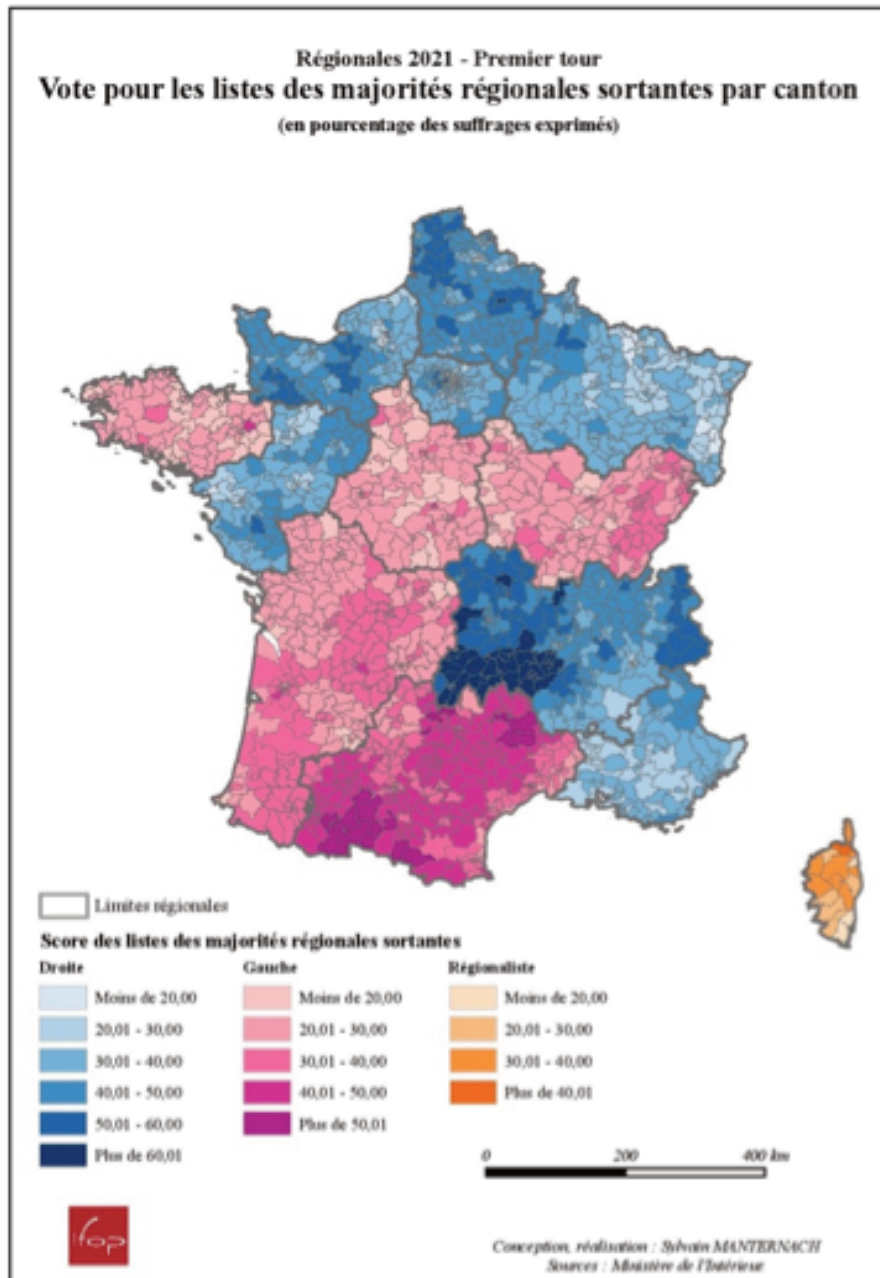 Régionales 2021 - Premier tour
Vote pour les listes des majorités régionales sortantes par canton
(en pourcentage des suffrages exprimés)
Limites régionales
Score des listes des majorités régionales sortantes
Droite
Moins de 20,00
20,01 - 30,00
30,01 - 40,00
40,01 - 50,00
50,01 - 60,00
Plus de 60,01
Gauche
Moins de 20,00
20,01 - 30,00
30,01 - 40,00
40,01 - 50,00
Plus de 50,01
Régionaliste
Moins de 20,00
20,01 - 30,00
30,01 - 40,00
Plus de 40,01
0 200 400 km
ifop
Conception, réalisation : Sylvain MANTERNACH
Sources : Ministère de l'Intérieur